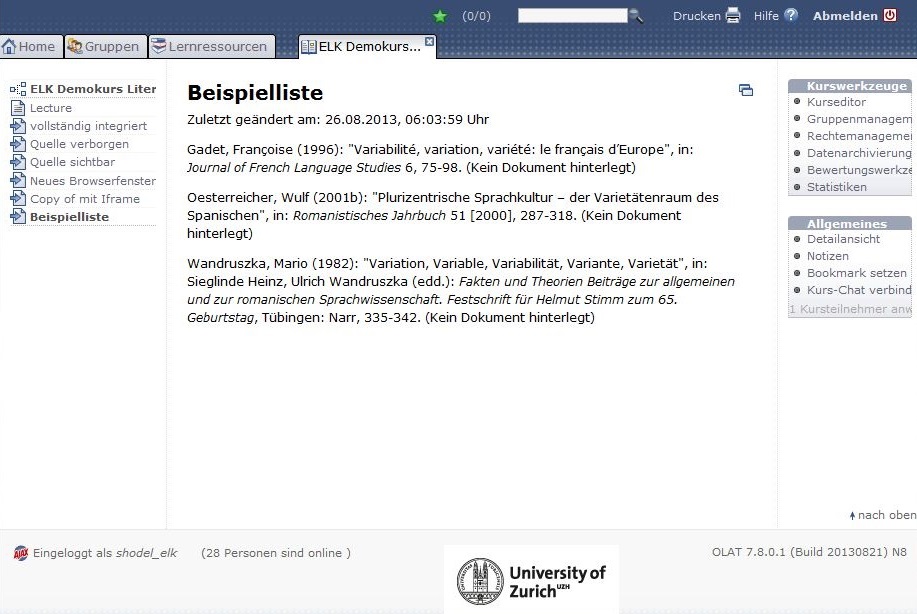 (0/0) Drucken Hilfe Abmelden
Home Gruppen Lernressourcen ELK Demokurs...
ELK Demokurs Liter
Lecture
vollständig integriert
Quelle verborgen
Quelle sichtbar
Neues Browserfenster
Copy of mit Iframe
Beispielliste
Beispielliste
Zuletzt geändert am: 26.08.2013, 06:03:59 Uhr
Gadet, Françoise (1996): "Variabilité, variation, variété: le français d´Europe", in:
Journal of French Language Studies 6, 75-98. (Kein Dokument hinterlegt)
Oesterreicher, Wulf (2001b): "Plurizentrische Sprachkultur – der Varietätenraum des
Spanischen", in: Romanistisches Jahrbuch 51 [2000], 287-318. (Kein Dokument
hinterlegt)
Wandruszka, Mario (1982): "Variation, Variable, Variabilität, Variante, Varietät", in:
Sieglinde Heinz, Ulrich Wandruszka (edd.): Fakten und Theorien Beiträge zur allgemeinen
und zur romanischen Sprachwissenschaft. Festschrift für Helmut Stimm zum 65.
Geburtstag, Tübingen: Narr, 335-342. (Kein Dokument hinterlegt)
Kurswerkzeuge
Kurseditor
Gruppenmanagem
Rechtemanageme
Datenarchivierung
Bewertungswerkze
Statistiken
Allgemeines
Detailansicht
Notizen
Bookmark setzen
Kurs-Chat verbind
1 Kursteilnehmer anw
nach oben
AJAX Eingeloggt als shodel_elk (28 Personen sind online )
OLAT 7.8.0.1 (Build 20130821) N8
University of
Zurich UZH